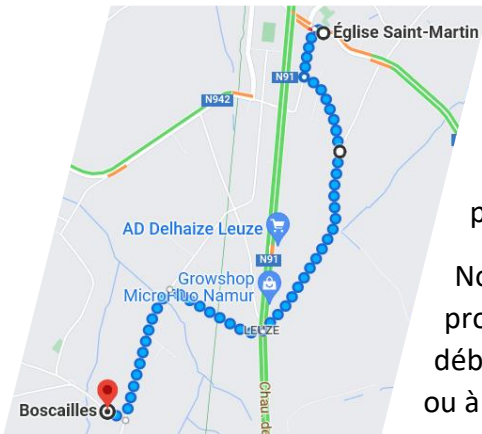 Église Saint-Martin
N91
N942
AD Delhaize Leuze
N91
Growshop
MicroFluo Namur
LEUZE
Boscailles
p
No
pro
déb
ou à